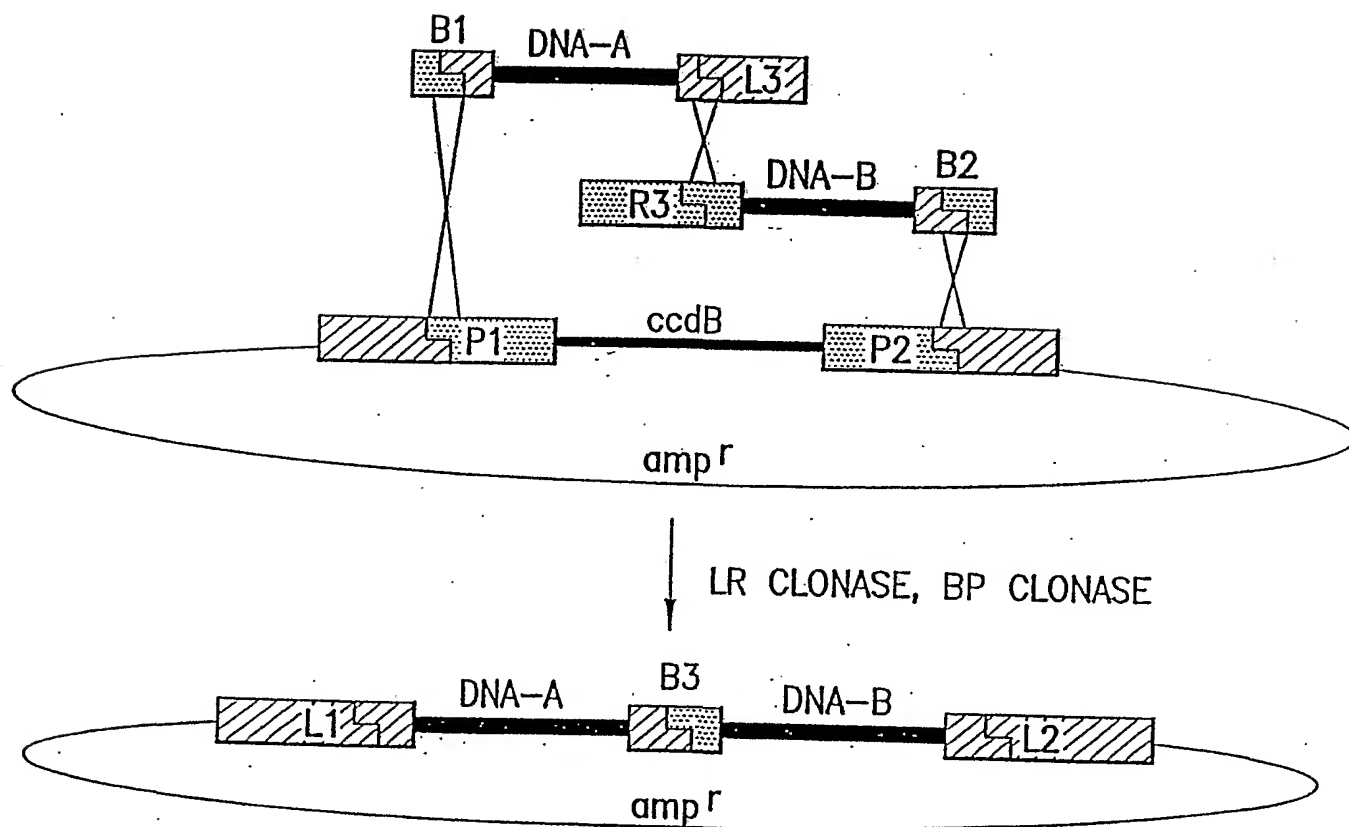 B1
DNA-A
L3
B2
DNA-B
R3
ccdB
P1
P2
amp r
LR CLONASE, BP CLONASE
B3
DNA-A
DNA-B
L1
L2
amp r